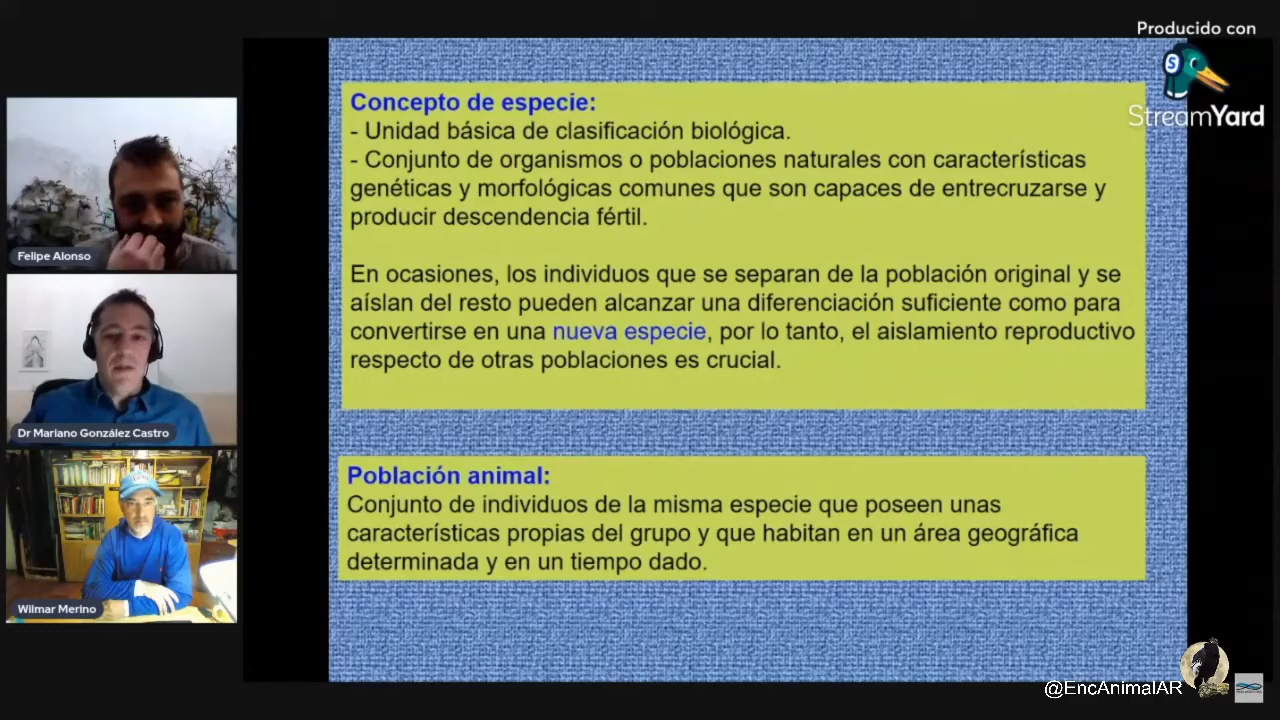 Producido con
StreamYard
Concepto de especie:
- Unidad básica de clasificación biológica.
- Conjunto de organismos o poblaciones naturales con características
genéticas y morfológicas comunes que son capaces de entrecruzarse y
producir descendencia fértil.
En ocasiones, los individuos que se separan de la población original y se
aíslan del resto pueden alcanzar una diferenciación suficiente como para
convertirse en una nueva especie, por lo tanto, el aislamiento reproductivo
respecto de otras poblaciones es crucial.
Población animal:
Conjunto de individuos de la misma especie que poseen unas
características propias del grupo y que habitan en un área geográfica
determinada y en un tiempo dado.
Felipe Alonso
Dr Mariano González Castro
Wilmar Merino
@EncAnimalAR